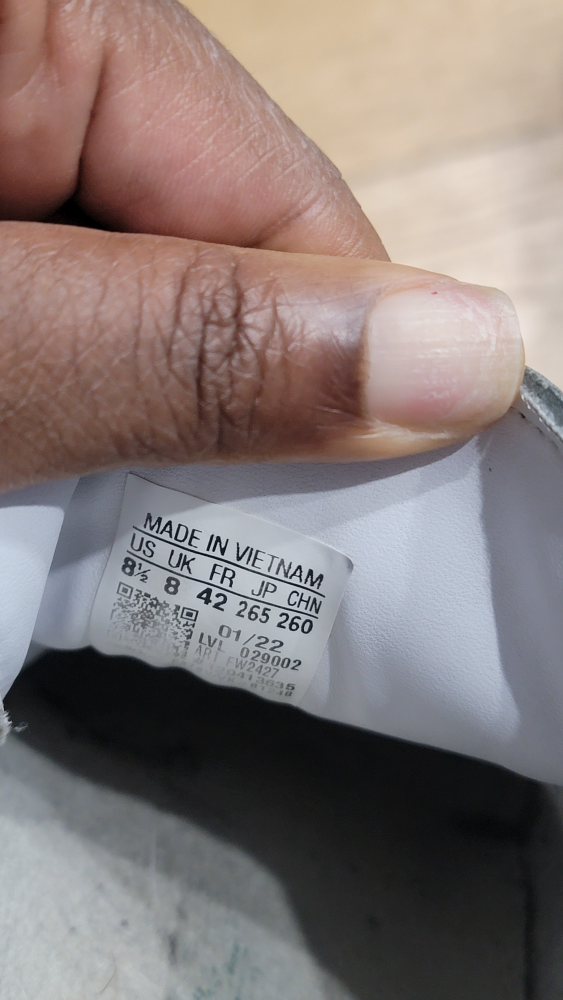 MADE IN VIETNAM
US UK FR JP CHN
8½ 8 42 265 260
01/22
LVL 029002
ART FW2427